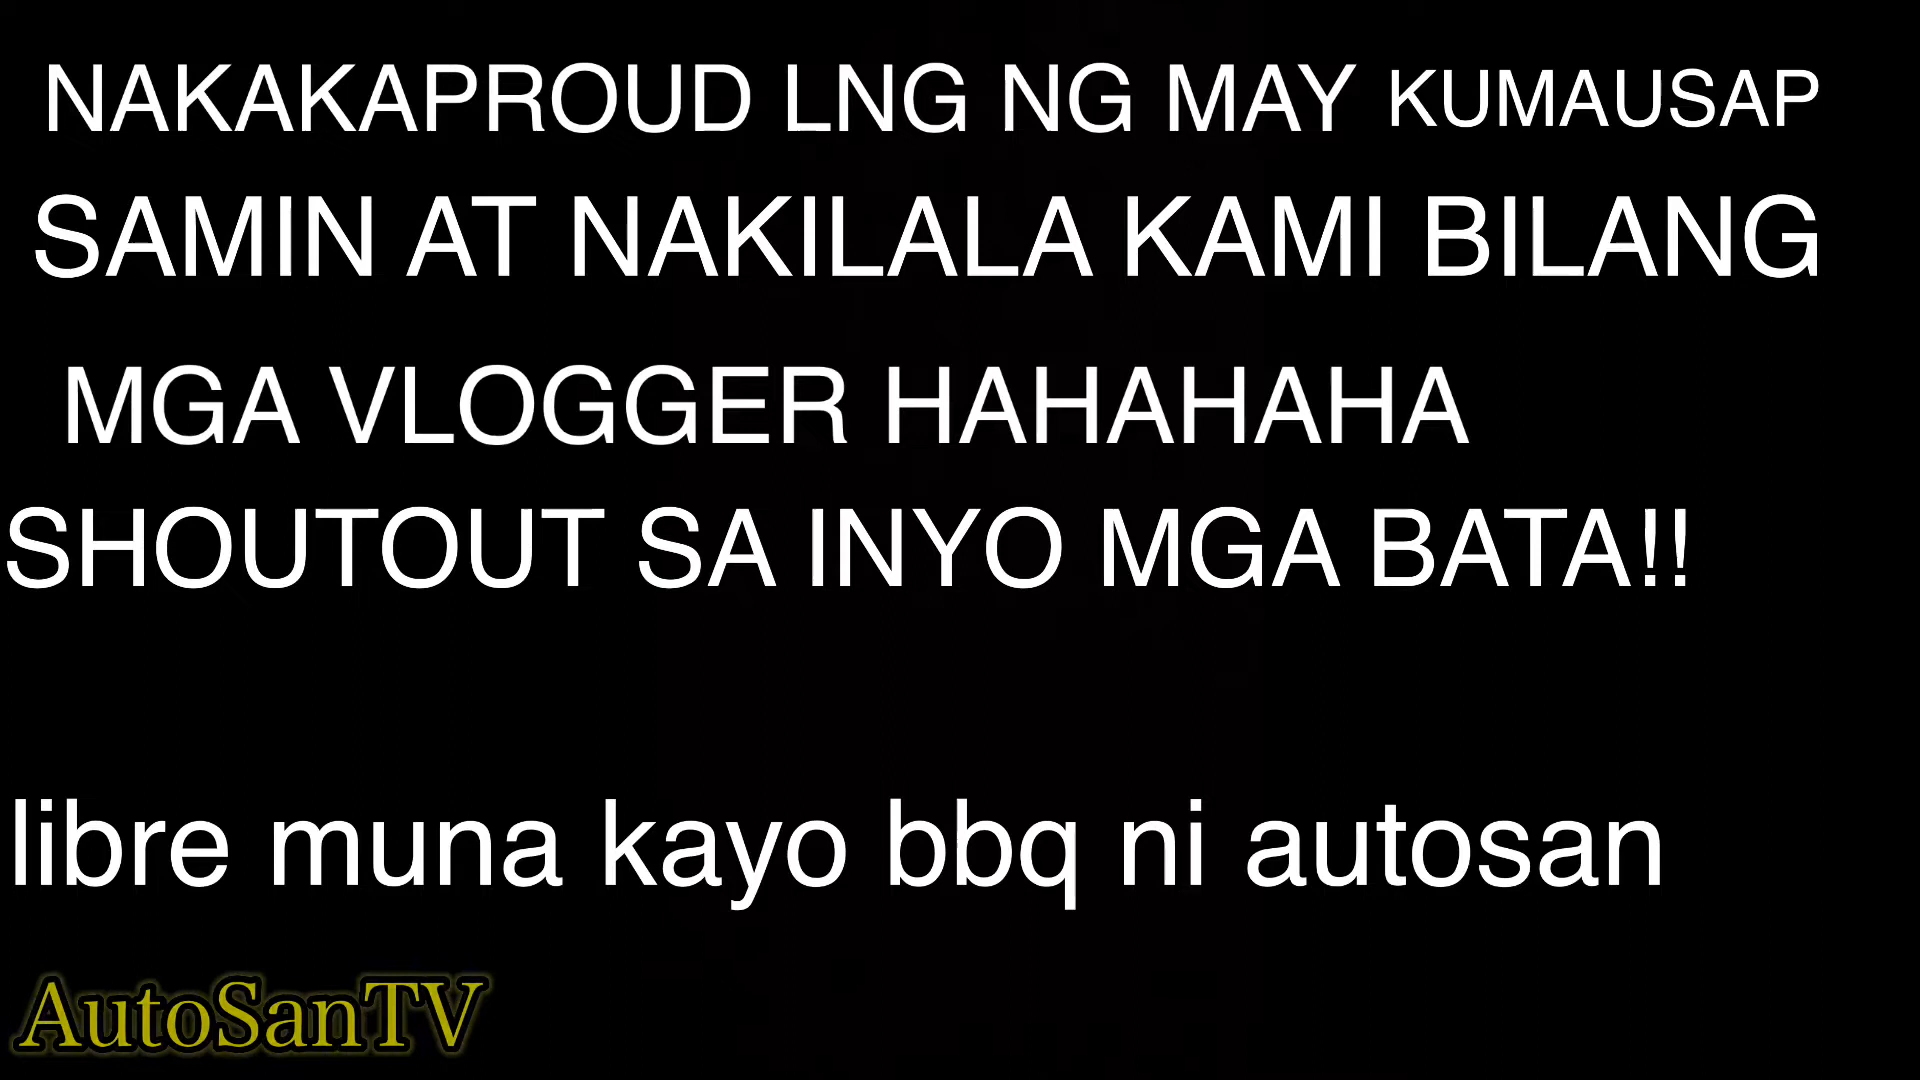 NAKAKAPROUD LNG NG MAY KUMAUSAP
SAMIN AT NAKILALA KAMI BILANG
MGA VLOGGER HAHAHAHA
SHOUTOUT SA INYO MGA BATA!!
libre muna kayo bbq ni autosan
AutoSanTV